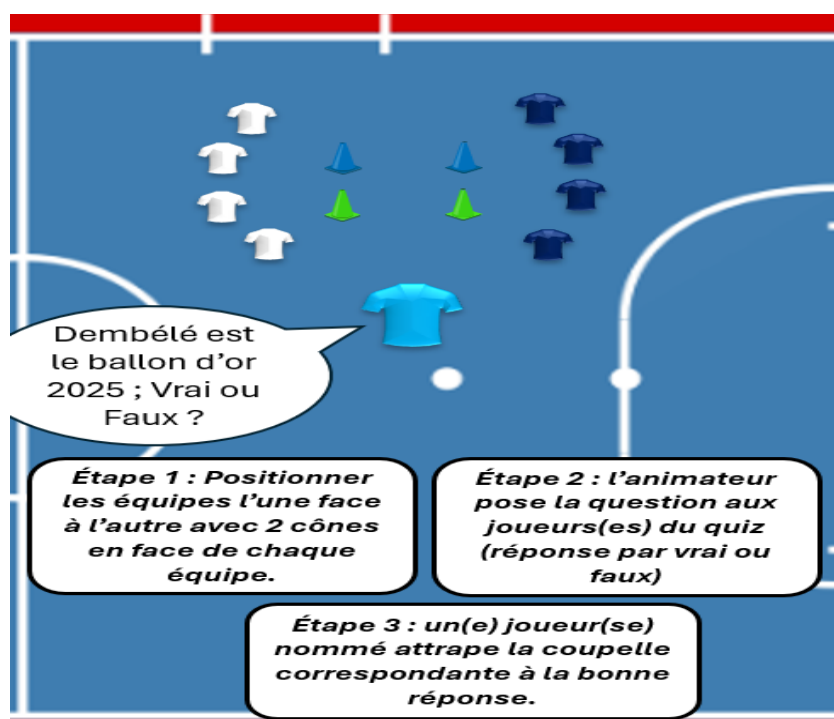 Dembélé est
le ballon d’or
2025 ; Vrai ou
Faux ?
Étape 1 : Positionner
les équipes l’une face
à l’autre avec 2 cônes
en face de chaque
équipe.
Étape 2 : l’animateur
pose la question aux
joueurs(es) du quiz
(réponse par vrai ou
faux)
Étape 3 : un(e) joueur(se)
nommé attrape la coupelle
correspondante à la bonne
réponse.